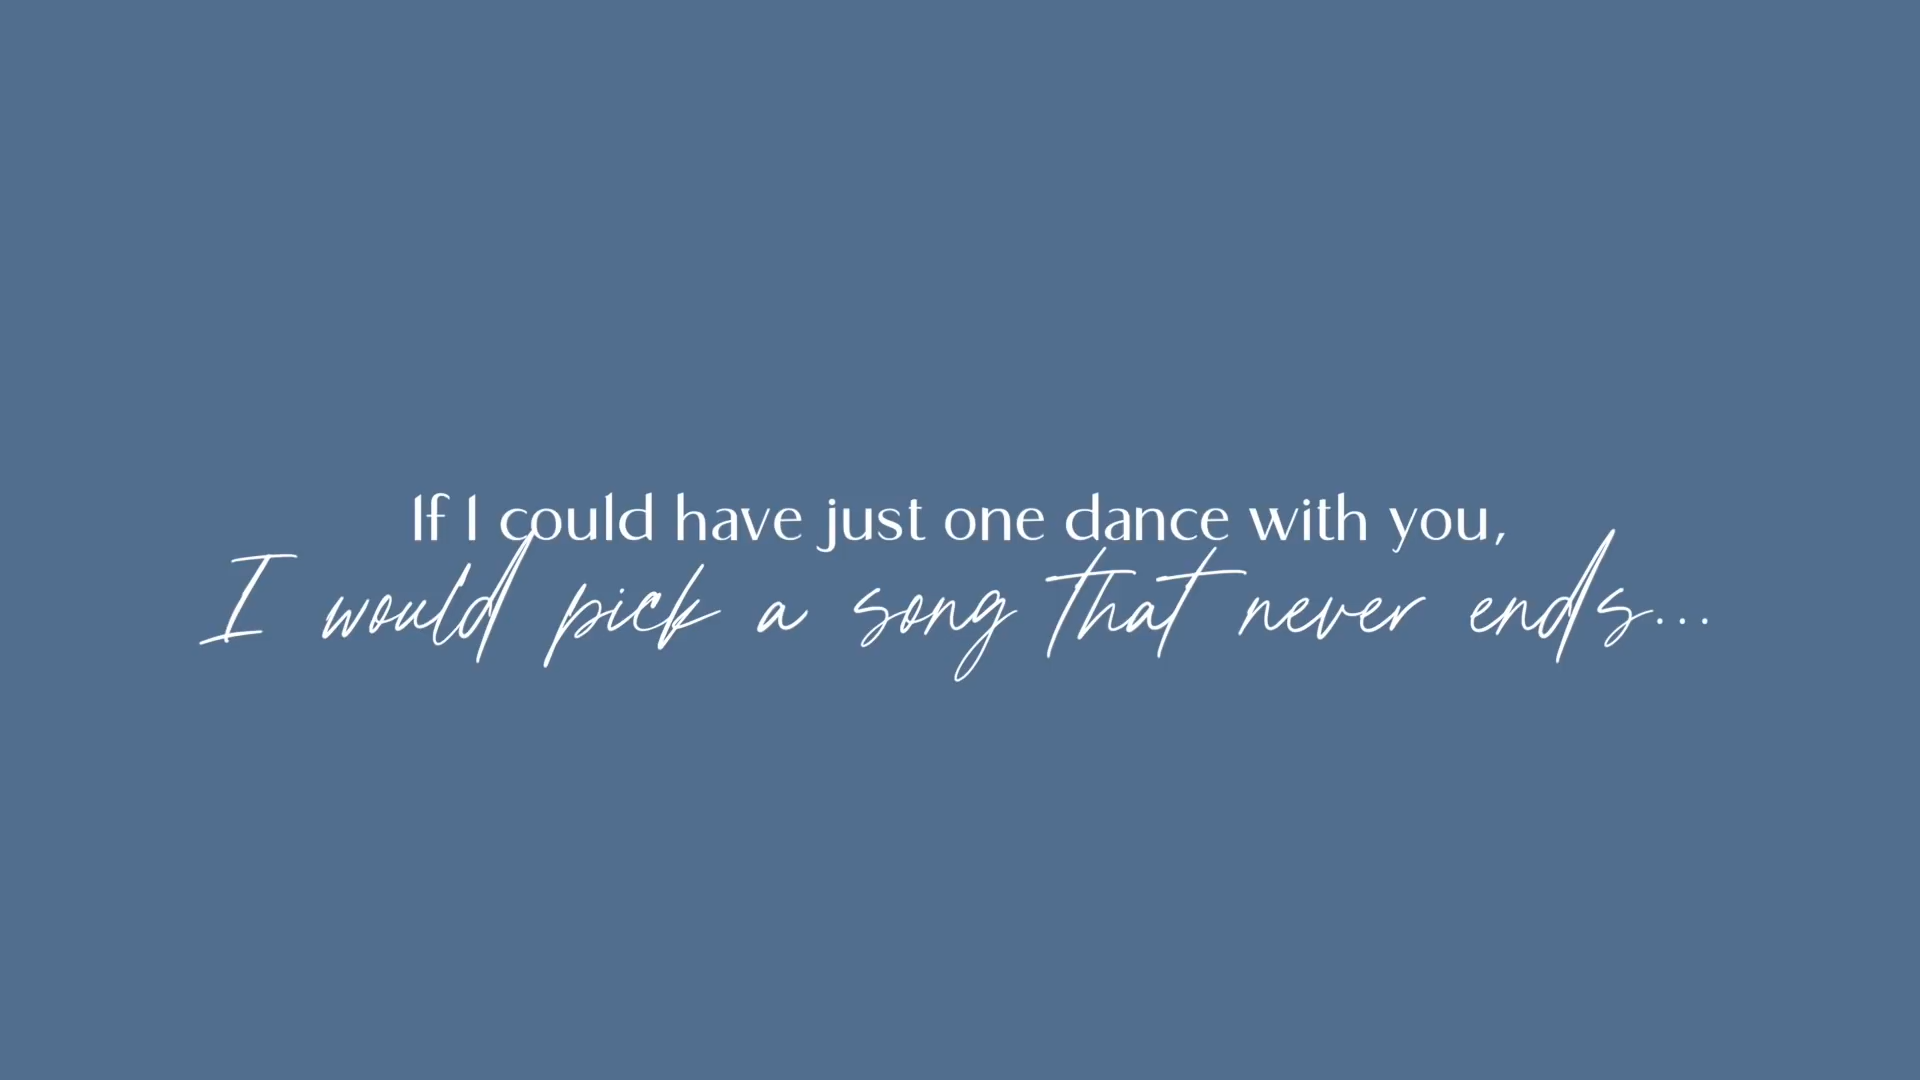 If I could have just one dance with you,
I would pick a song that never ends...